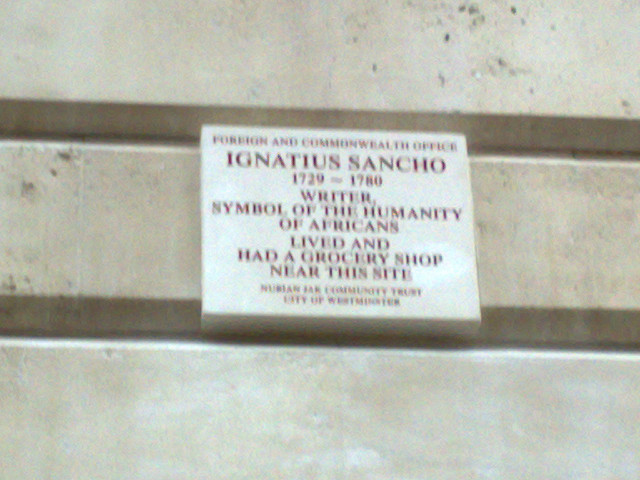 FOREIGN AND COMMONWEALTH OFFICE
IGNATIUS SANCHO
1729 ~ 1780
WRITER,
SYMBOL OF THE HUMANITY
OF AFRICANS
LIVED AND
HAD A GROCERY SHOP
NEAR THIS SITE
NUBIAN JAK COMMUNITY TRUST
CITY OF WESTMINSTER